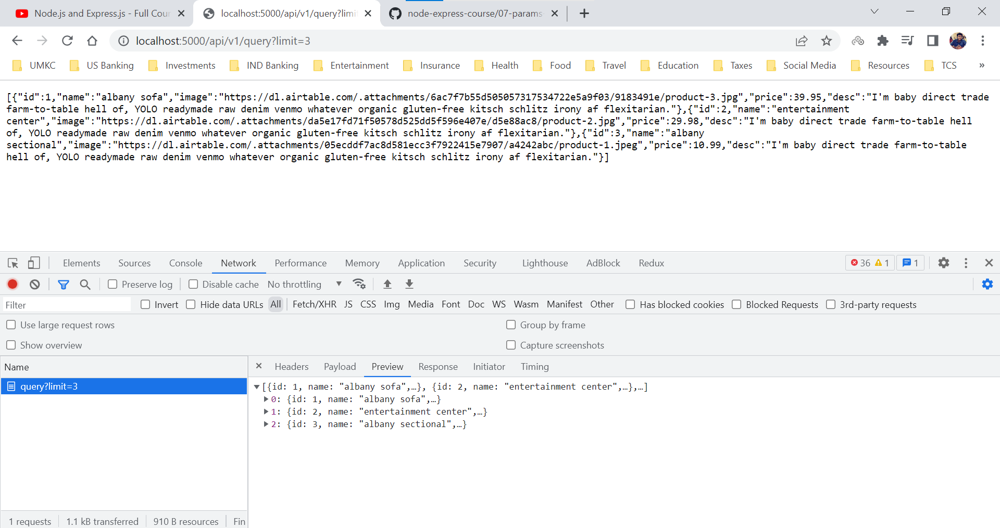 Node.js and Express.js - Full Cour
localhost:5000/api/v1/query?limit
node-express-course/07-params-
localhost:5000/api/v1/query?limit=3
UMKC US Banking Investments IND Banking Entertainment Insurance Health Food Travel Education Taxes Social Media Resources TCS »
[{"id":1,"name":"albany sofa","image":"https://dl.airtable.com/.attachments/6ac7f7b55d505057317534722e5a9f03/9183491e/product-3.jpg","price":39.95,"desc":"I'm baby direct trade
farm-to-table hell of, YOLO readymade raw denim venmo whatever organic gluten-free kitsch schlitz irony af flexitarian."},{"id":2,"name":"entertainment
center","image":"https://dl.airtable.com/.attachments/da5e17fd71f50578d525dd5f596e407e/d5e88ac8/product-2.jpg","price":29.98,"desc":"I'm baby direct trade farm-to-table hell
of, YOLO readymade raw denim venmo whatever organic gluten-free kitsch schlitz irony af flexitarian."},{"id":3,"name":"albany
sectional","image":"https://dl.airtable.com/.attachments/05ecddf7ac8d581ecc3f7922415e7907/a4242abc/product-1.jpeg","price":10.99,"desc":"I'm baby direct trade farm-to-table
hell of, YOLO readymade raw denim venmo whatever organic gluten-free kitsch schlitz irony af flexitarian."}]
Elements Sources Console Network Performance Memory Application Security Lighthouse AdBlock Redux 36 1 1
Preserve log Disable cache No throttling
Filter Invert Hide data URLs All Fetch/XHR JS CSS Img Media Font Doc WS Wasm Manifest Other Has blocked cookies Blocked Requests 3rd-party requests
Use large request rows Group by frame
Show overview Capture screenshots
Name Headers Payload Preview Response Initiator Timing
query?limit=3
[{id: 1, name: "albany sofa",…}, {id: 2, name: "entertainment center",…},…]
0: {id: 1, name: "albany sofa",…}
1: {id: 2, name: "entertainment center",…}
2: {id: 3, name: "albany sectional",…}
1 requests 1.1 kB transferred 910 B resources Fin